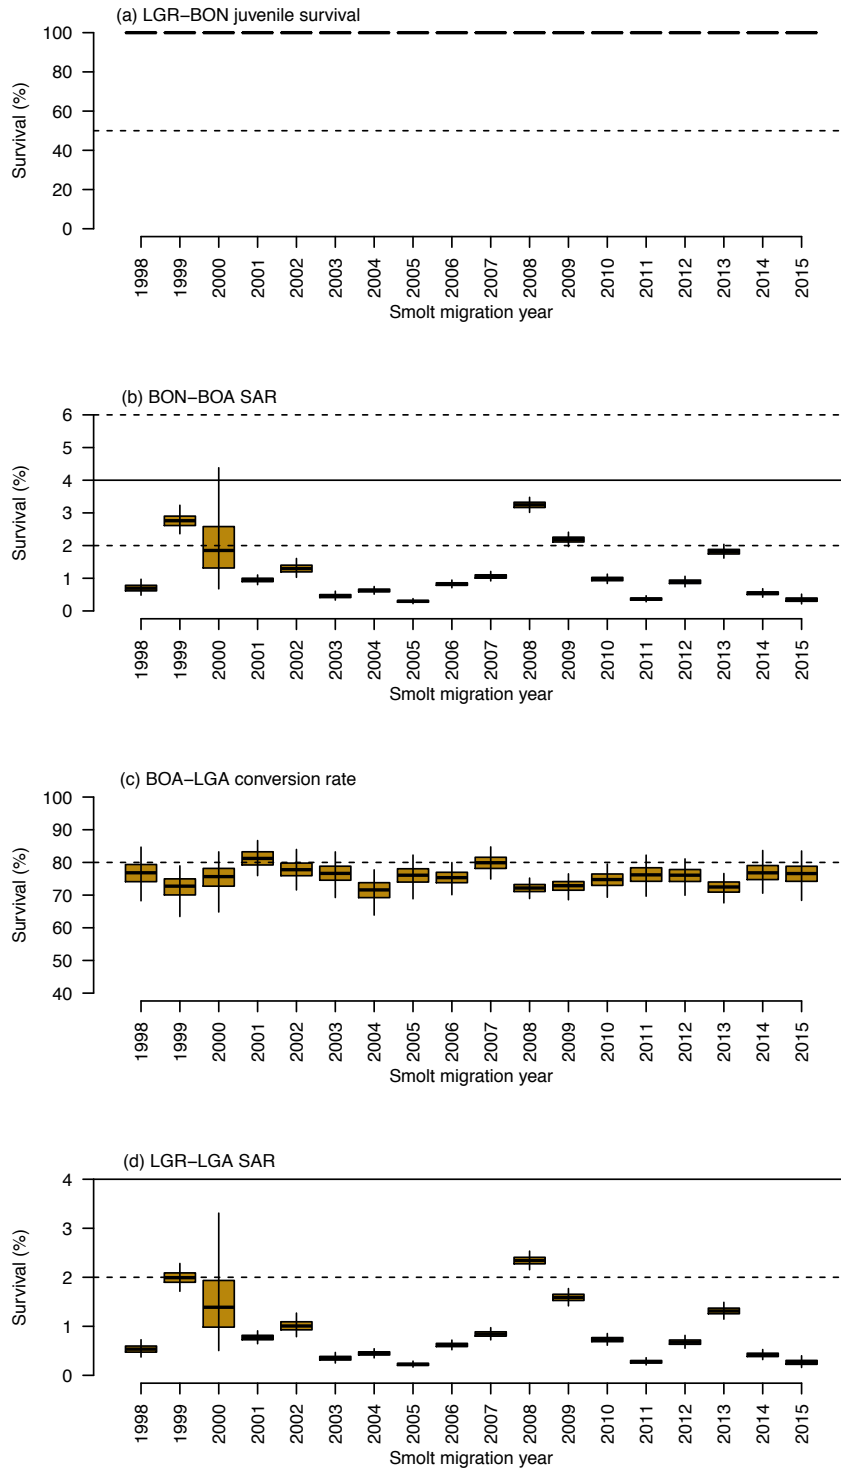 (a) LGR−BON juvenile survival
Survival (%)
100
80
60
40
20
0
1998 1999 2000 2001 2002 2003 2004 2005 2006 2007 2008 2009 2010 2011 2012 2013 2014 2015
Smolt migration year
(b) BON−BOA SAR
Survival (%)
6
5
4
3
2
1
0
1998 1999 2000 2001 2002 2003 2004 2005 2006 2007 2008 2009 2010 2011 2012 2013 2014 2015
Smolt migration year
(c) BOA−LGA conversion rate
Survival (%)
100
90
80
70
60
50
40
1998 1999 2000 2001 2002 2003 2004 2005 2006 2007 2008 2009 2010 2011 2012 2013 2014 2015
Smolt migration year
(d) LGR−LGA SAR
Survival (%)
4
3
2
1
0
1998 1999 2000 2001 2002 2003 2004 2005 2006 2007 2008 2009 2010 2011 2012 2013 2014 2015
Smolt migration year